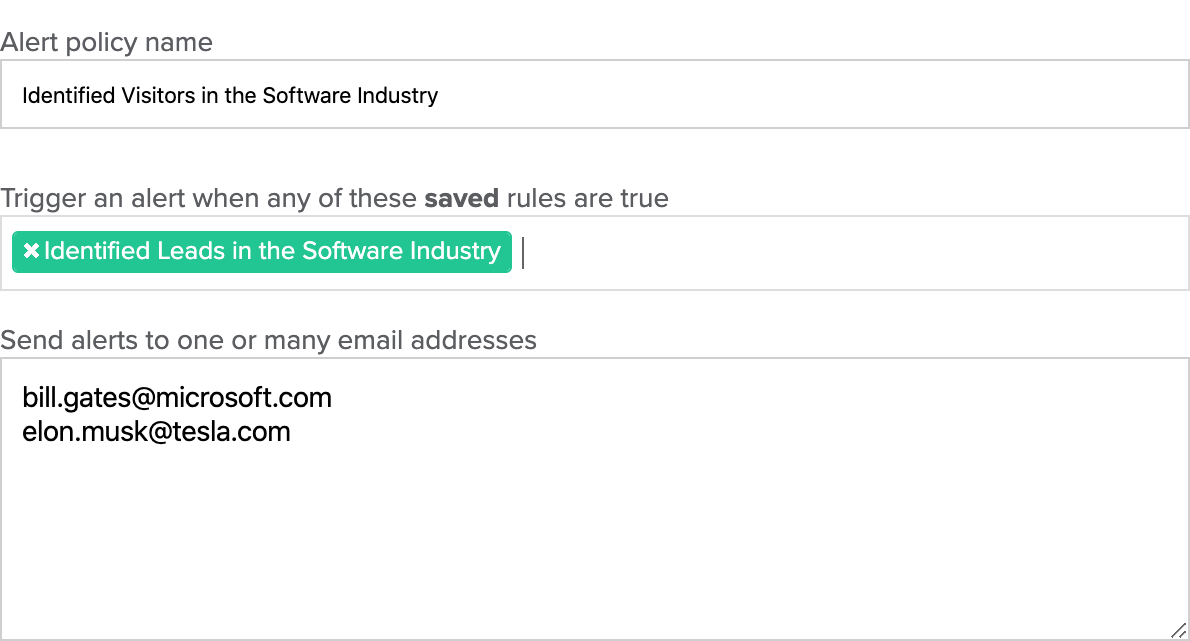 Alert policy name
Identified Visitors in the Software Industry
Trigger an alert when any of these saved rules are true
✖Identified Leads in the Software Industry
Send alerts to one or many email addresses
bill.gates@microsoft.com
elon.musk@tesla.com